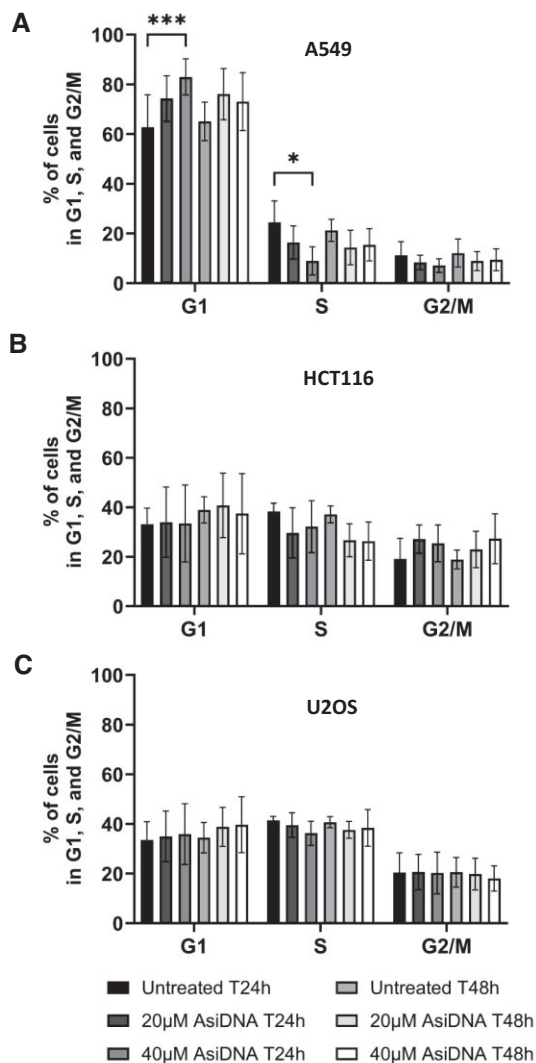 A
A549
***
*
% of cells
in G1, S, and G2/M
100
80
60
40
20
0
G1 S G2/M
B
HCT116
% of cells
in G1, S, and G2/M
100
80
60
40
20
0
G1 S G2/M
C
U2OS
% of cells
in G1, S, and G2/M
100
80
60
40
20
0
G1 S G2/M
Untreated T24h Untreated T48h
20µM AsiDNA T24h 20µM AsiDNA T48h
40µM AsiDNA T24h 40µM AsiDNA T48h